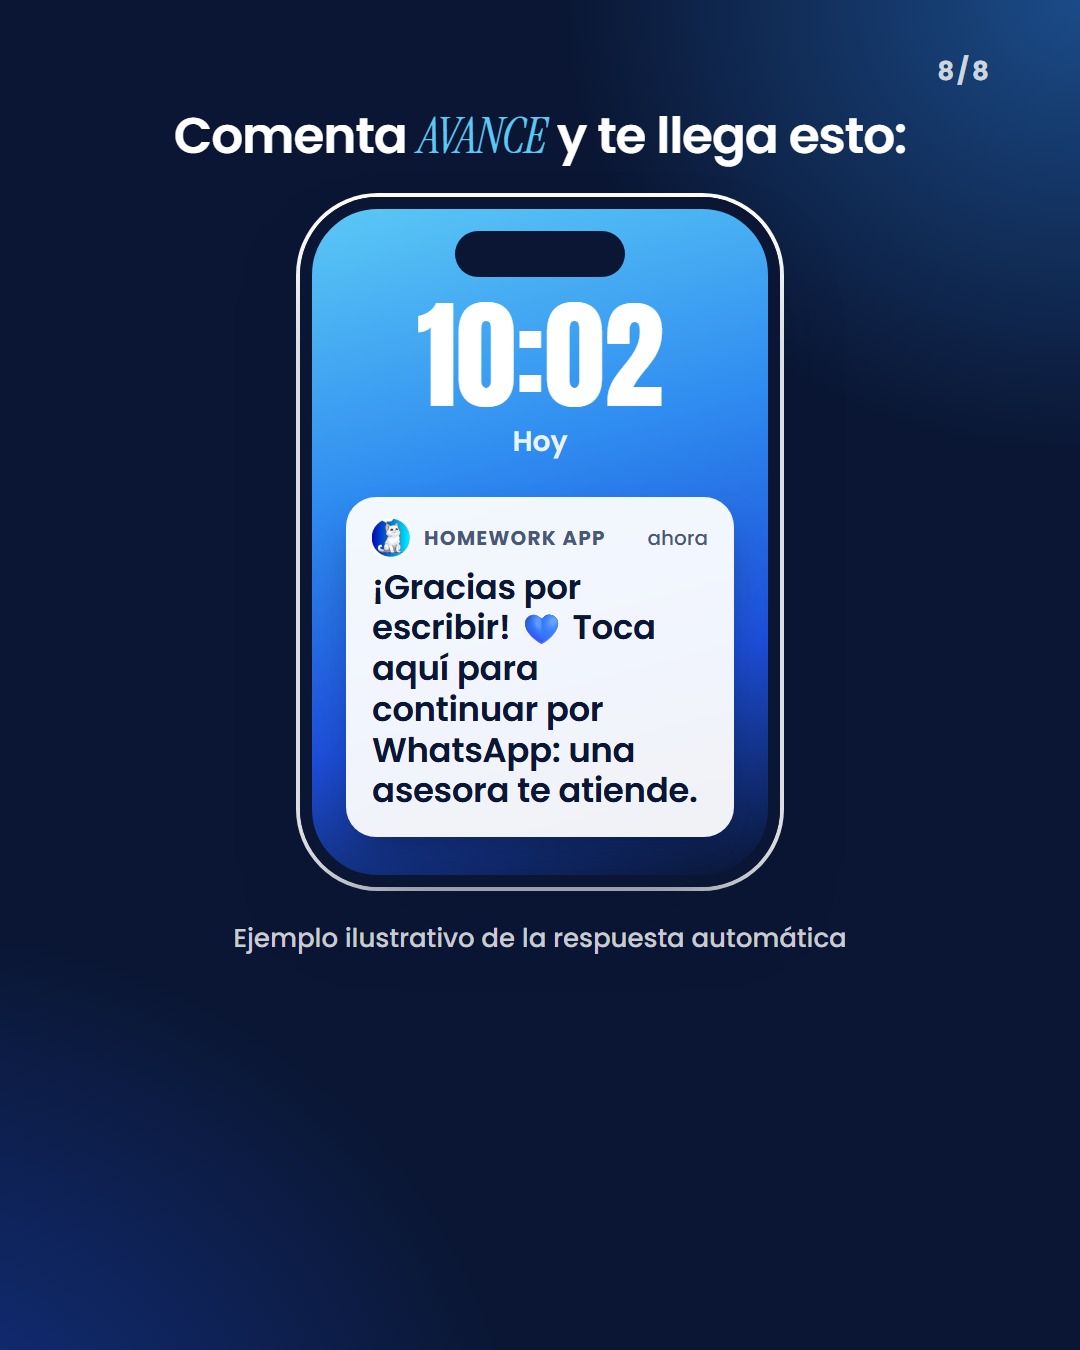 8/8
Comenta AVANCE y te llega esto:
10:02
Hoy
HOMEWORK APP ahora
¡Gracias por
escribir! 💙 Toca
aquí para
continuar por
WhatsApp: una
asesora te atiende.
Ejemplo ilustrativo de la respuesta automática